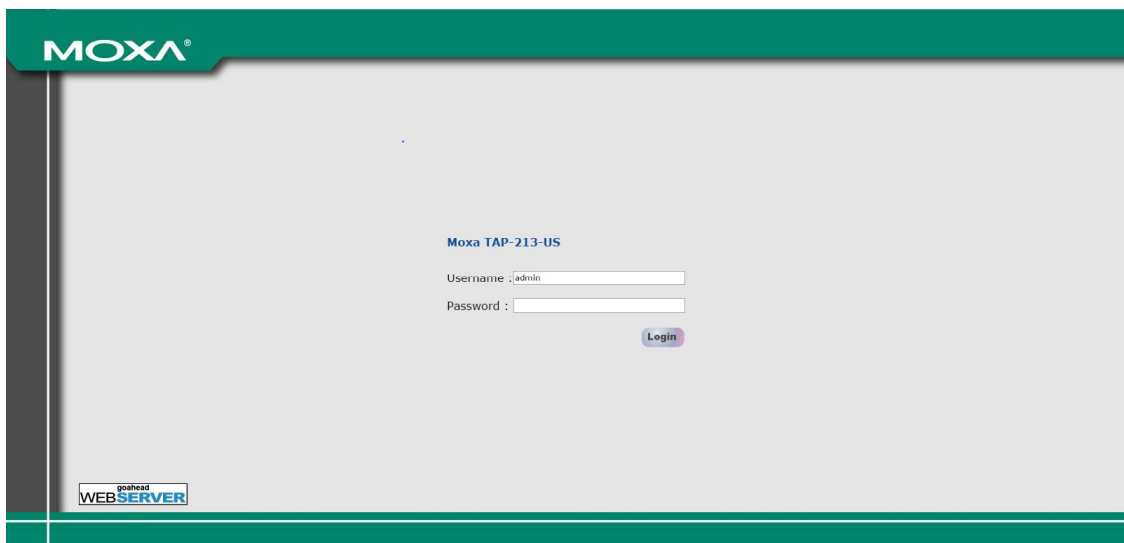 MOXA®
Moxa TAP-213-US
Username : admin
Password :
Login
goahead
WEBSERVER